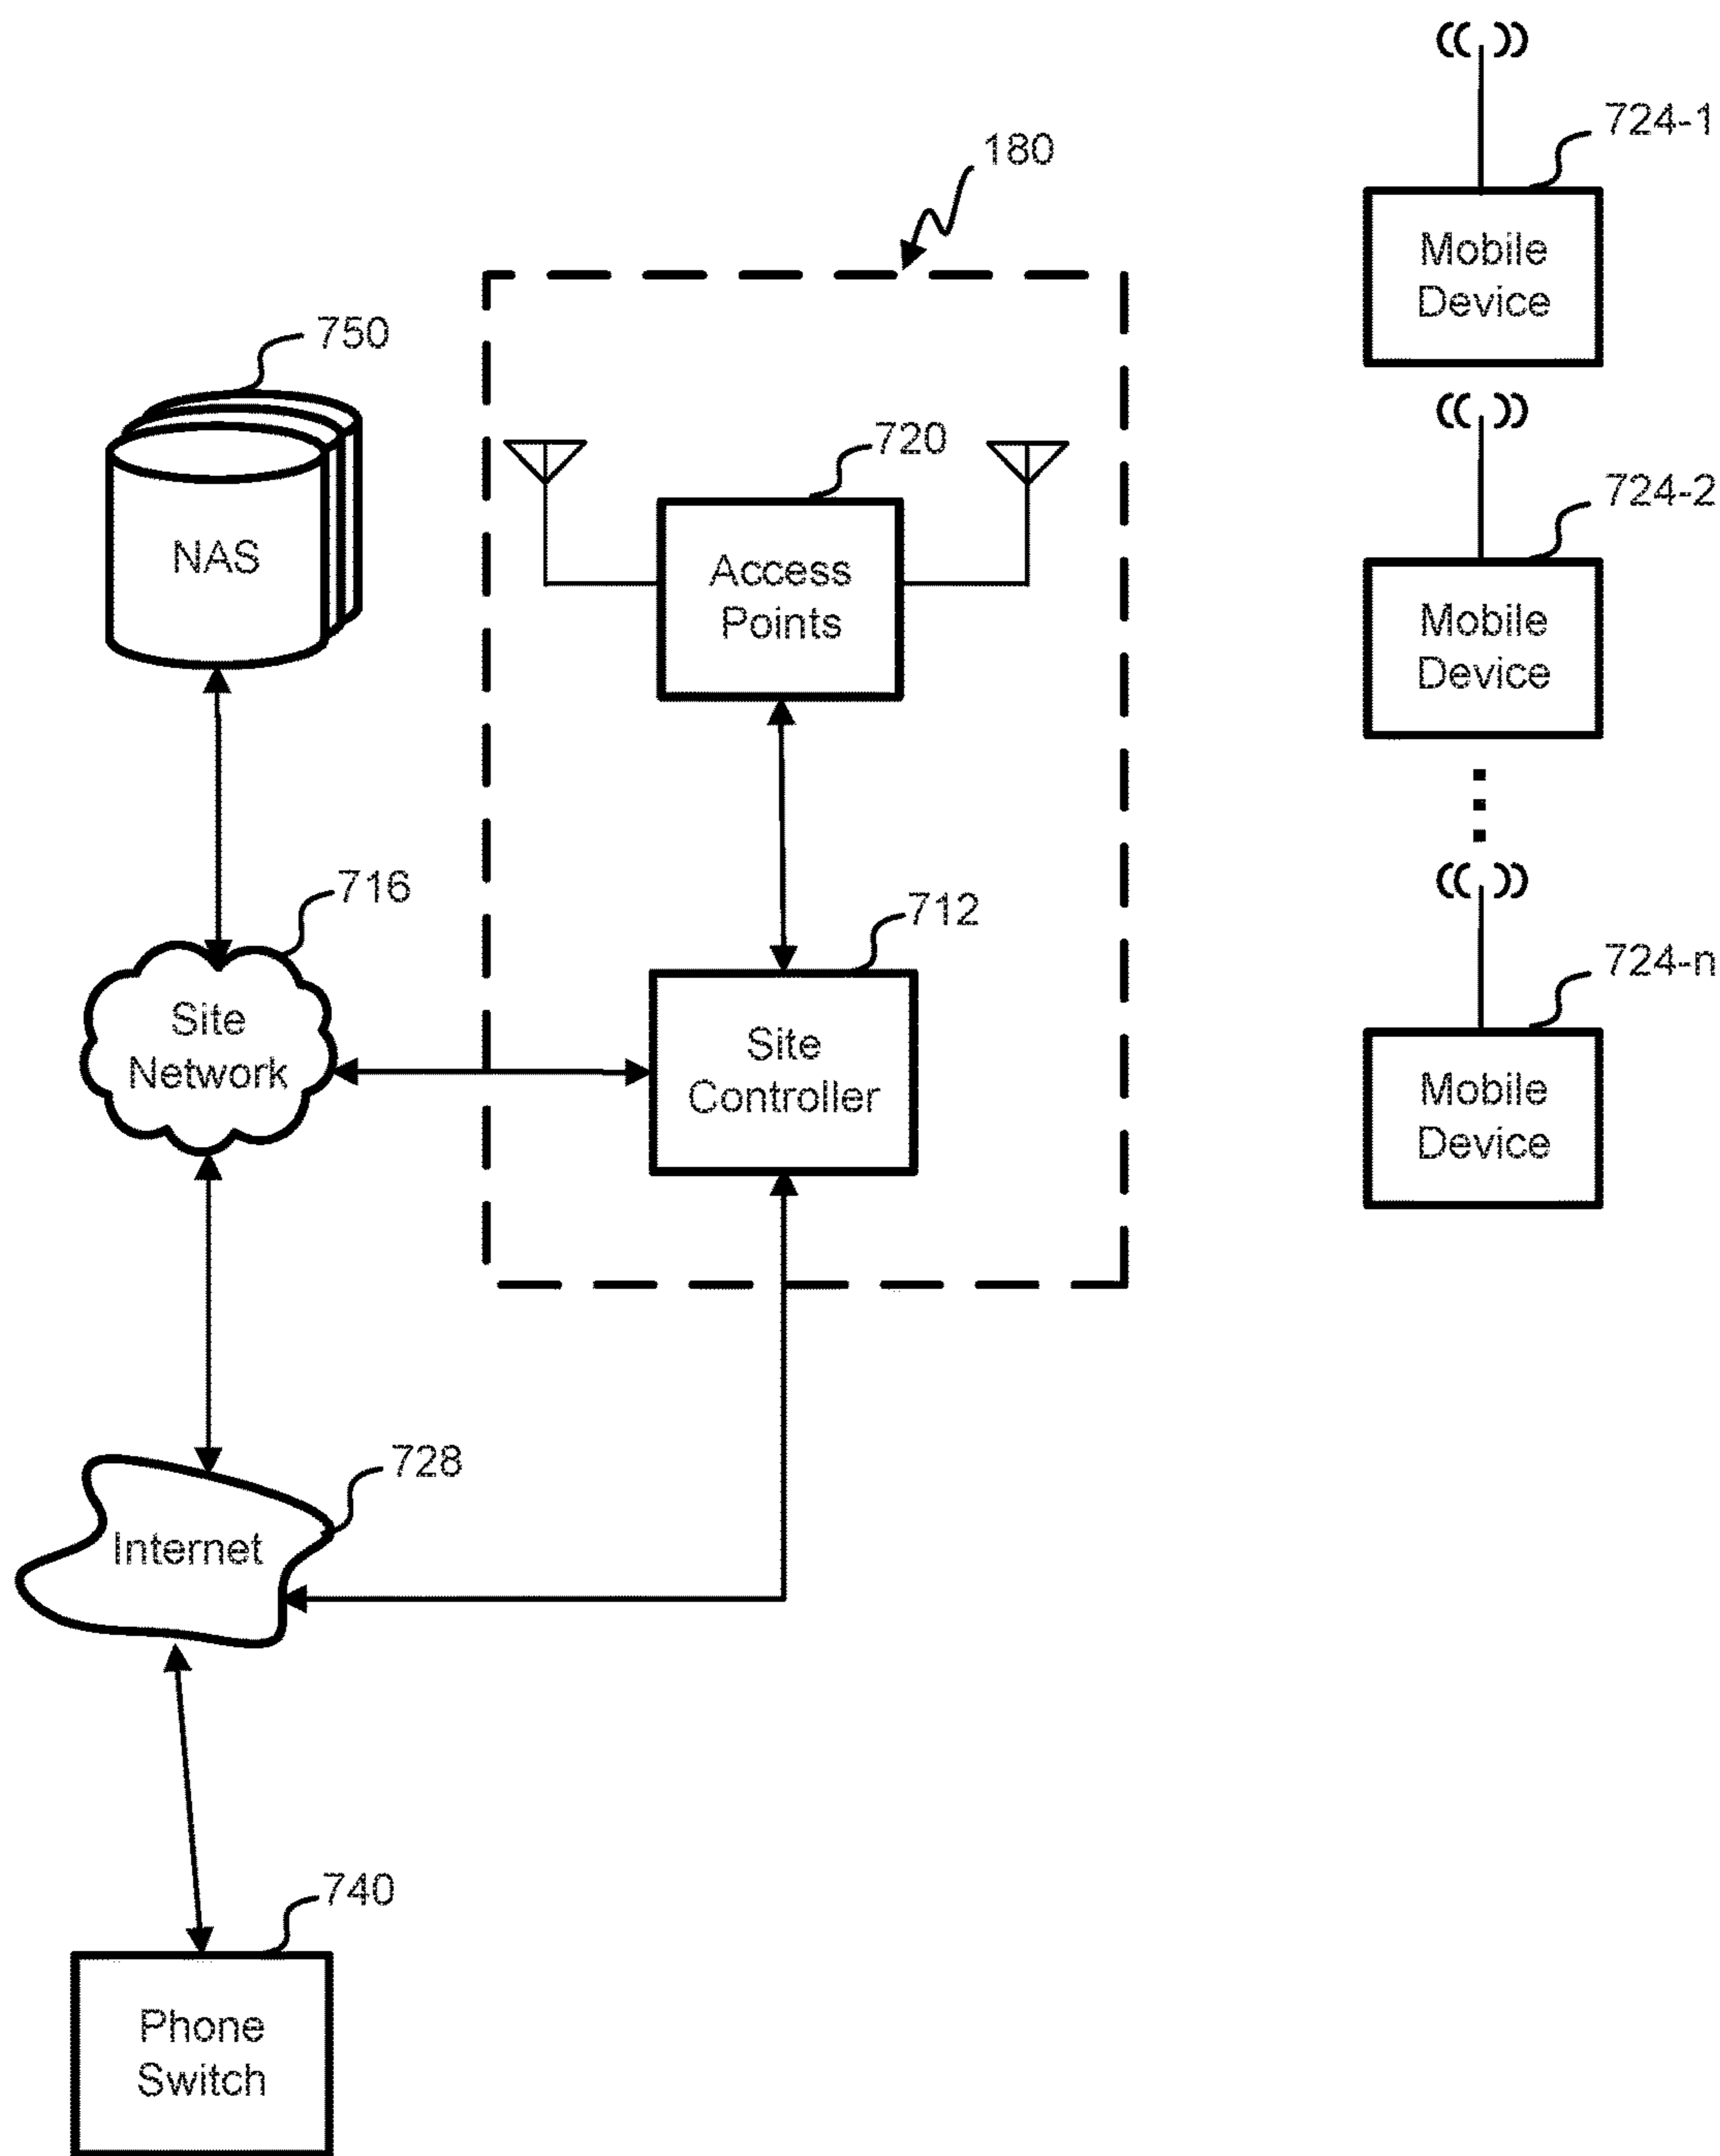 724-1
Mobile
Device
180
750
NAS
720
Access
Points
724-2
Mobile
Device
716
Site
Network
712
Site
Controller
724-n
Mobile
Device
728
Internet
740
Phone
Switch